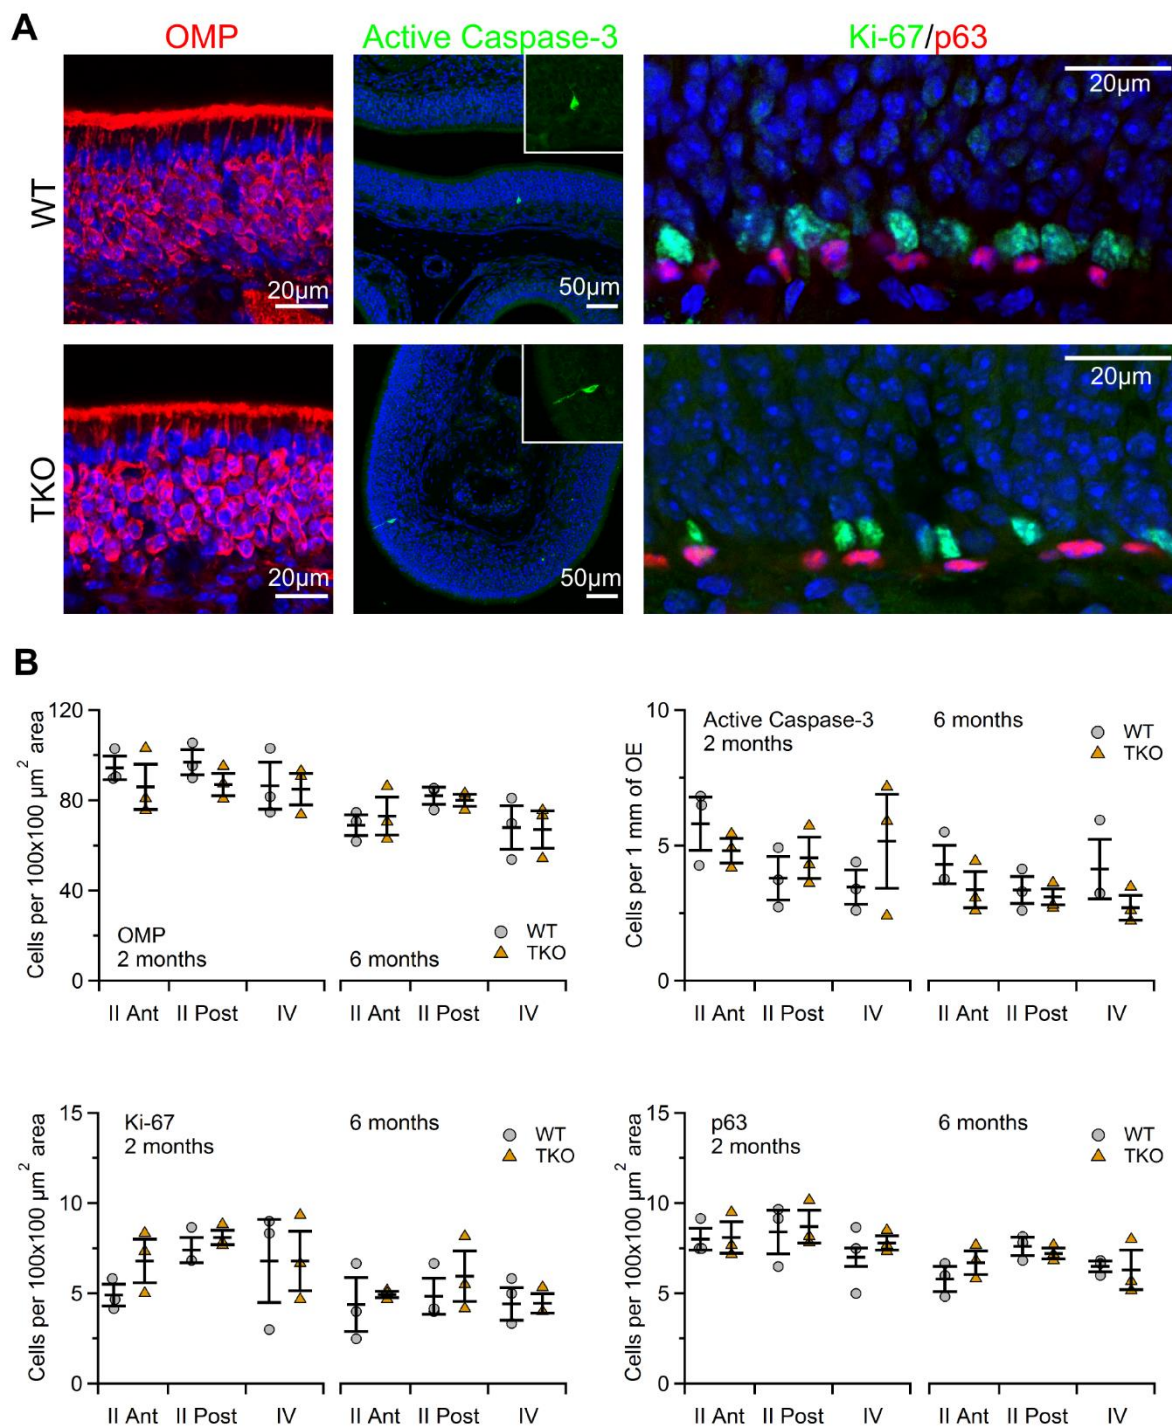 A
OMP
Active Caspase-3
Ki-67/p63
WT
20µm
50µm
20µm
TKO
20µm
50µm
20µm
B
Cells per 100x100 µm² area
120
80
40
0
OMP
2 months
6 months
WT
TKO
II Ant
II Post
IV
II Ant
II Post
IV
Cells per 1 mm of OE
10
5
0
Active Caspase-3
2 months
6 months
WT
TKO
II Ant
II Post
IV
II Ant
II Post
IV
Cells per 100x100 µm² area
15
10
5
0
Ki-67
2 months
6 months
WT
TKO
II Ant
II Post
IV
II Ant
II Post
IV
Cells per 100x100 µm² area
15
10
5
0
p63
2 months
6 months
WT
TKO
II Ant
II Post
IV
II Ant
II Post
IV